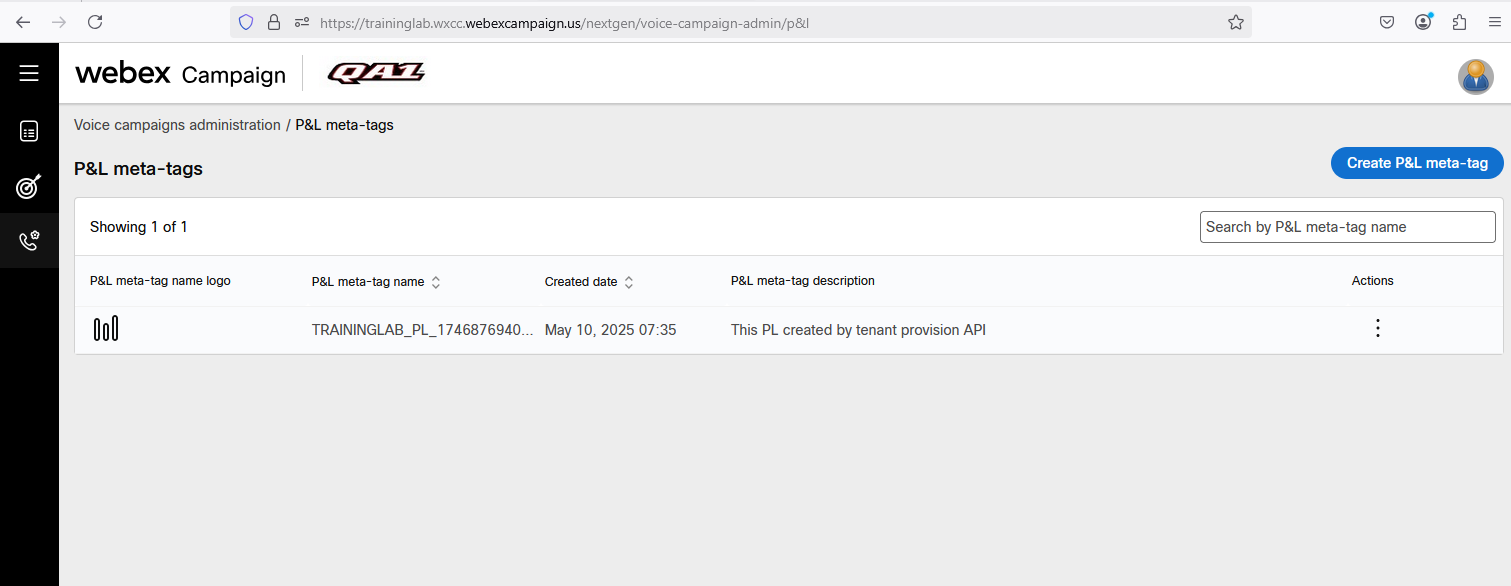 https://traininglab.wxcc.webexcampaign.us/nextgen/voice-campaign-admin/p&l
webex Campaign QA1
Voice campaigns administration / P&L meta-tags
P&L meta-tags
Create P&L meta-tag
Showing 1 of 1
Search by P&L meta-tag name
P&L meta-tag name logo P&L meta-tag name Created date P&L meta-tag description Actions
TRAININGLAB_PL_1746876940... May 10, 2025 07:35 This PL created by tenant provision API